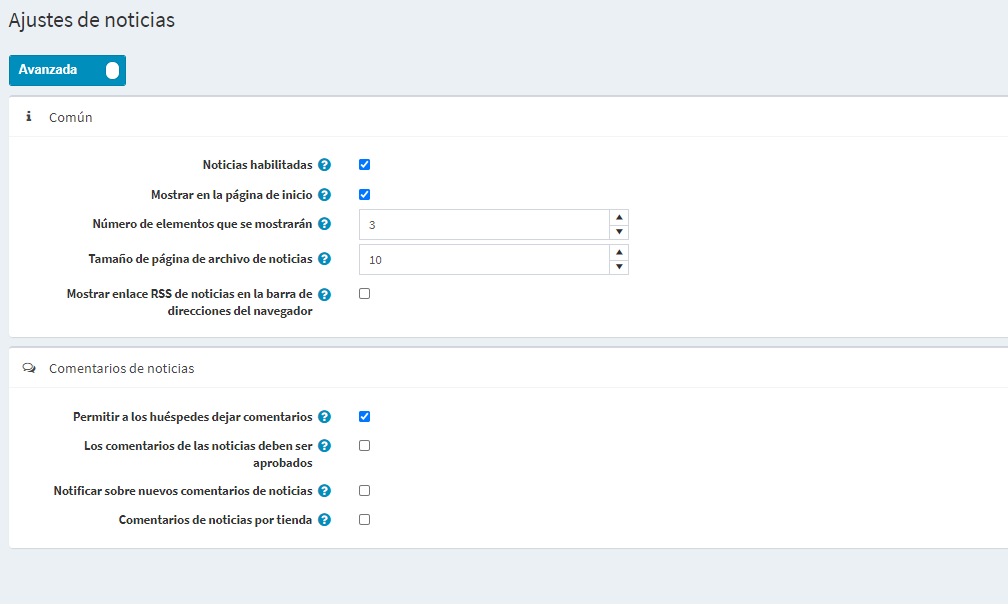 Ajustes de noticias
Avanzada
Común
Noticias habilitadas
Mostrar en la página de inicio
Número de elementos que se mostrarán
3
Tamaño de página de archivo de noticias
10
Mostrar enlace RSS de noticias en la barra de
direcciones del navegador
Comentarios de noticias
Permitir a los huéspedes dejar comentarios
Los comentarios de las noticias deben ser
aprobados
Notificar sobre nuevos comentarios de noticias
Comentarios de noticias por tienda